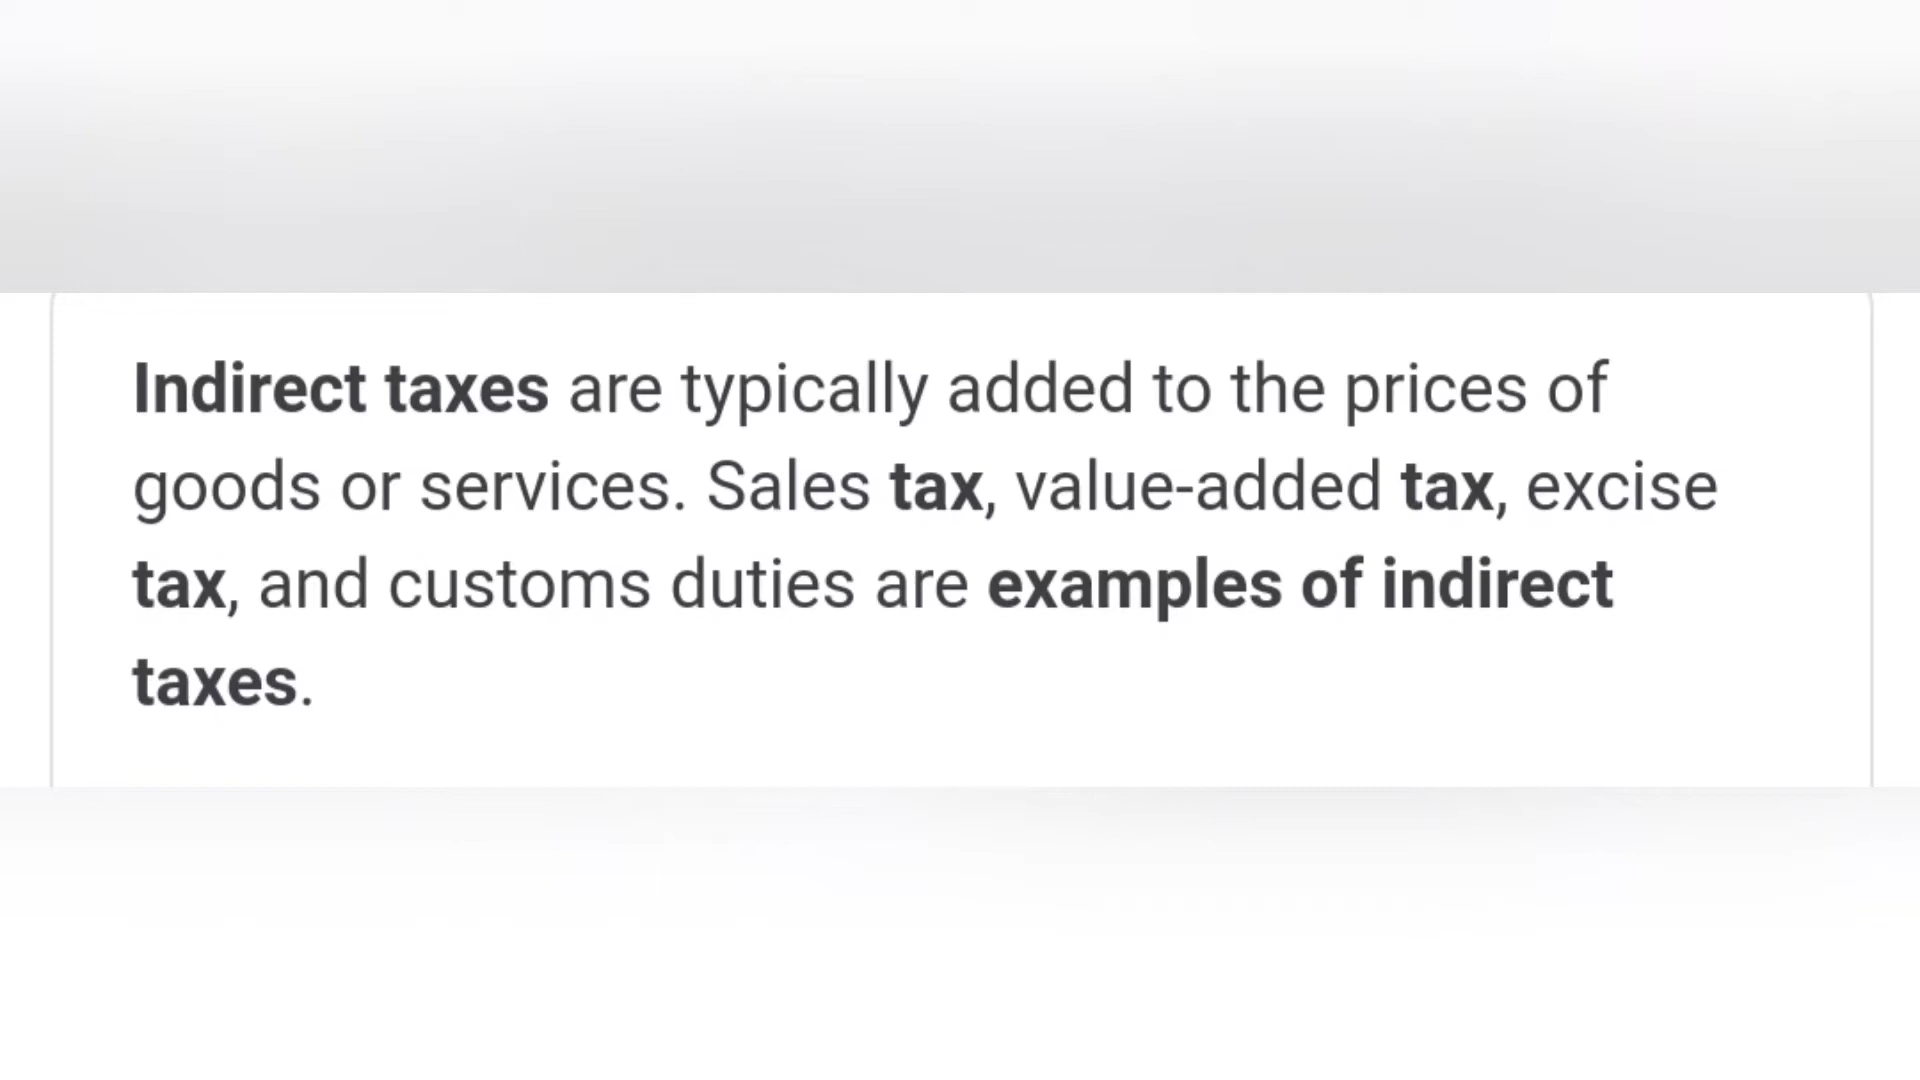 Indirect taxes are typically added to the prices of
goods or services. Sales tax, value-added tax, excise
tax, and customs duties are examples of indirect
taxes.